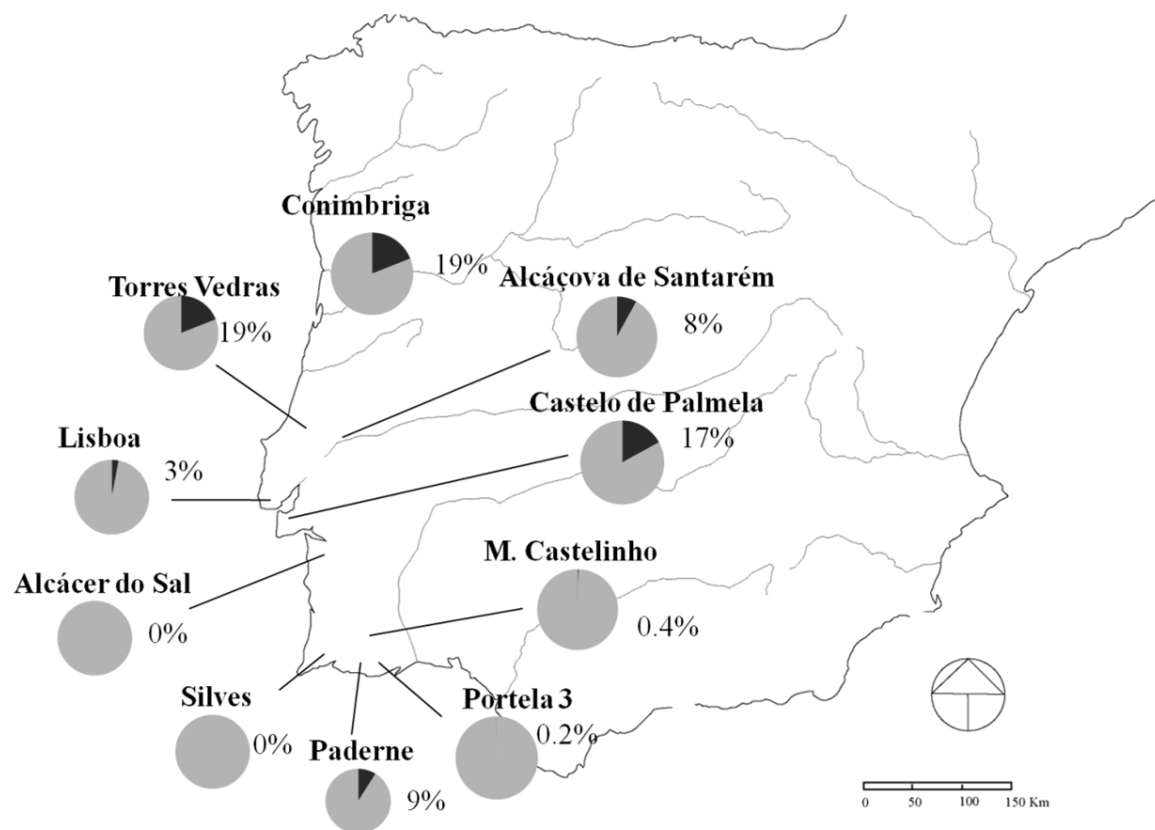 Conimbriga
19%
Torres Vedras
19%
Alcáçova de Santarém
8%
Castelo de Palmela
17%
Lisboa
3%
M. Castelinho
0.4%
Alcácer do Sal
0%
Silves
0%
Portela 3
0.2%
Paderne
9%
0 50 100 150 Km